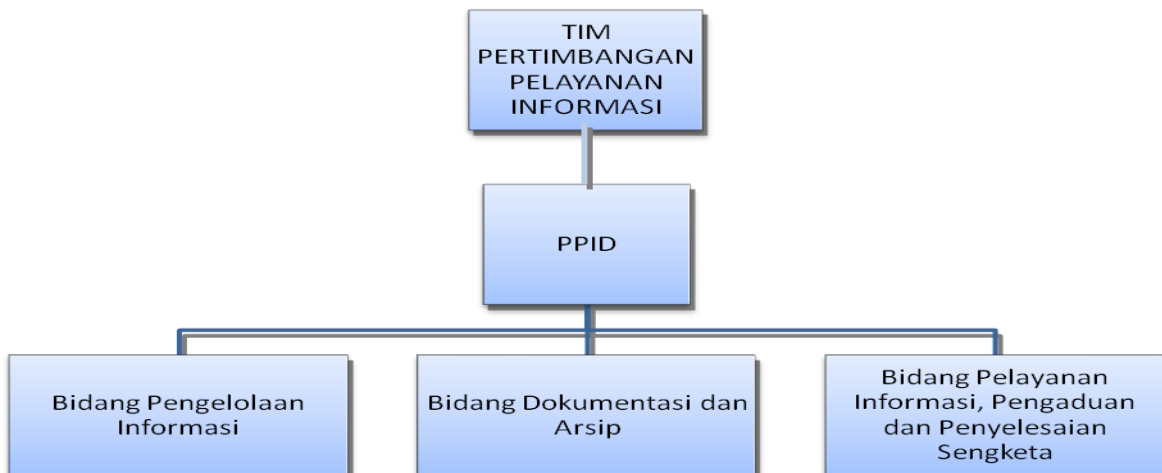 TIM
PERTIMBANGAN
PELAYANAN
INFORMASI
PPID
Bidang Pengelolaan
Informasi
Bidang Dokumentasi dan
Arsip
Bidang Pelayanan
Informasi, Pengaduan
dan Penyelesaian
Sengketa